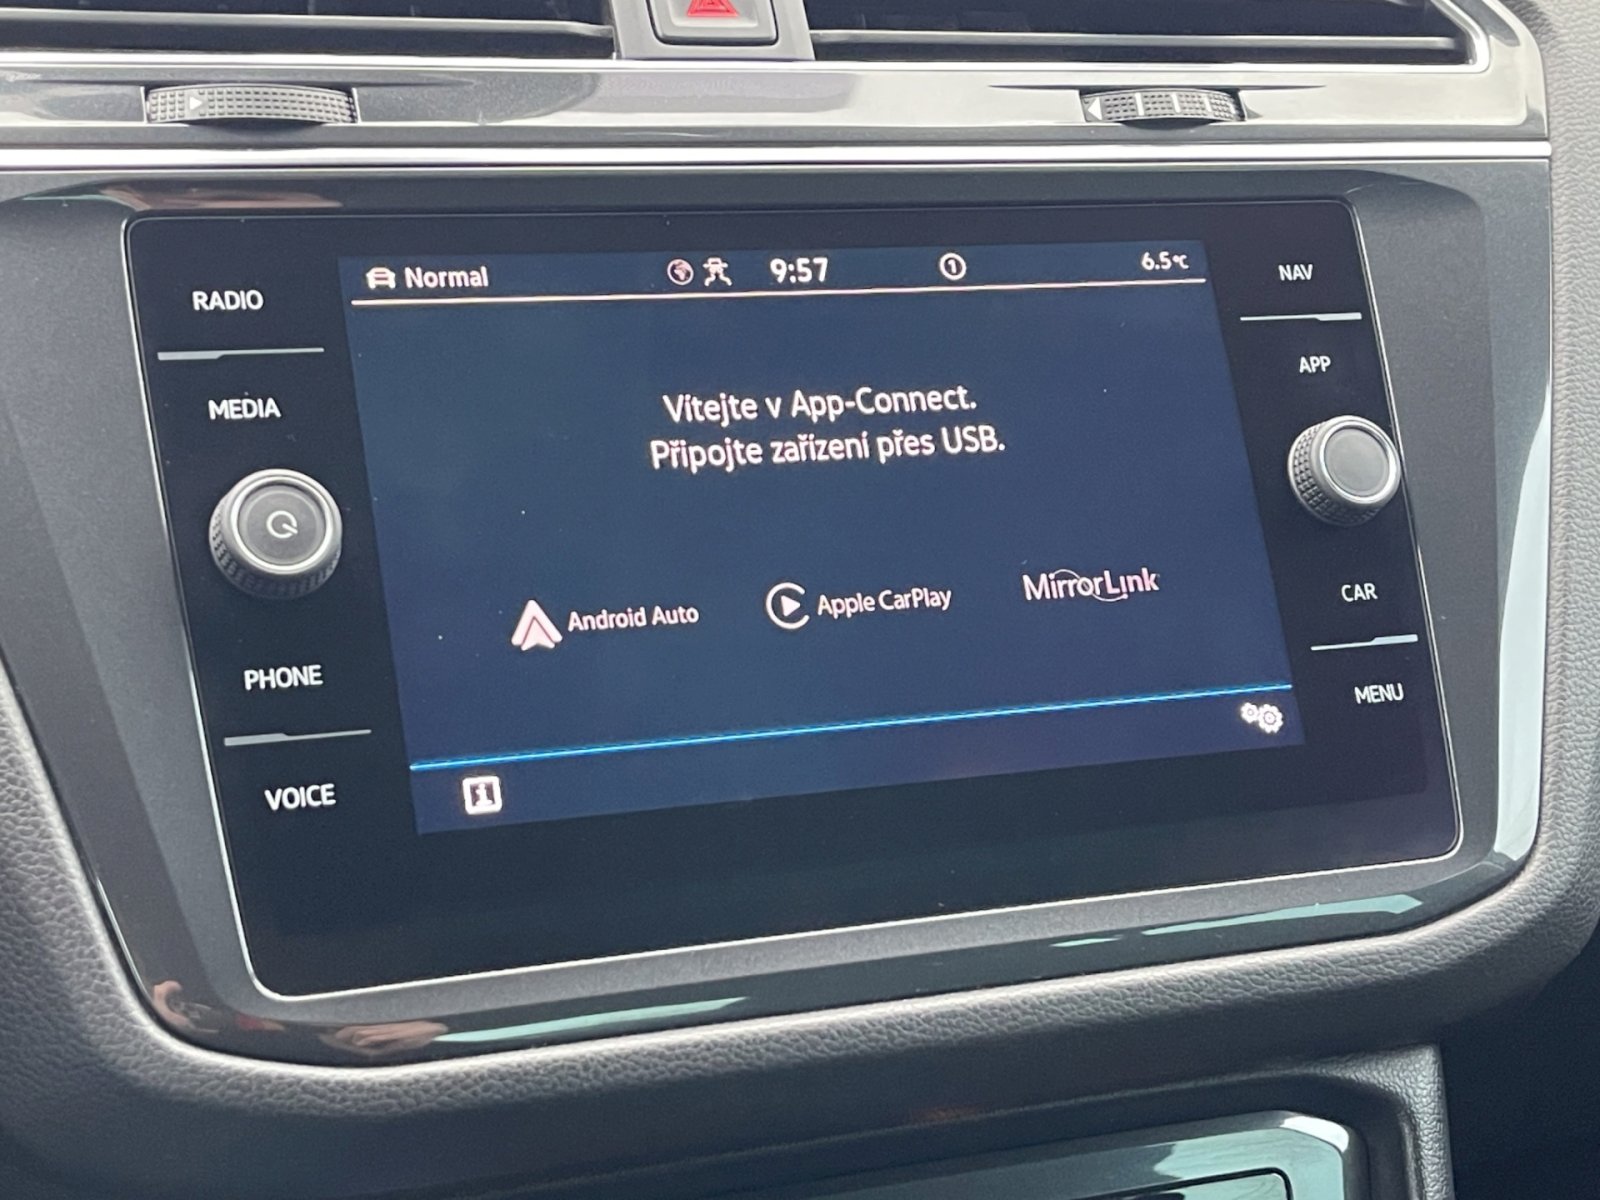 RADIO
MEDIA
PHONE
VOICE
Normal
9:57
1
6.5°C
Vítejte v App-Connect.
Připojte zařízení přes USB.
Android Auto
Apple CarPlay
MirrorLink
i
NAV
APP
CAR
MENU